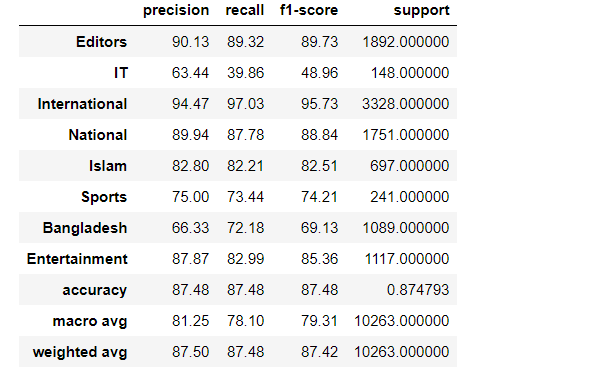 precision recall f1-score support
Editors 90.13 89.32 89.73 1892.000000
IT 63.44 39.86 48.96 148.000000
International 94.47 97.03 95.73 3328.000000
National 89.94 87.78 88.84 1751.000000
Islam 82.80 82.21 82.51 697.000000
Sports 75.00 73.44 74.21 241.000000
Bangladesh 66.33 72.18 69.13 1089.000000
Entertainment 87.87 82.99 85.36 1117.000000
accuracy 87.48 87.48 87.48 0.874793
macro avg 81.25 78.10 79.31 10263.000000
weighted avg 87.50 87.48 87.42 10263.000000